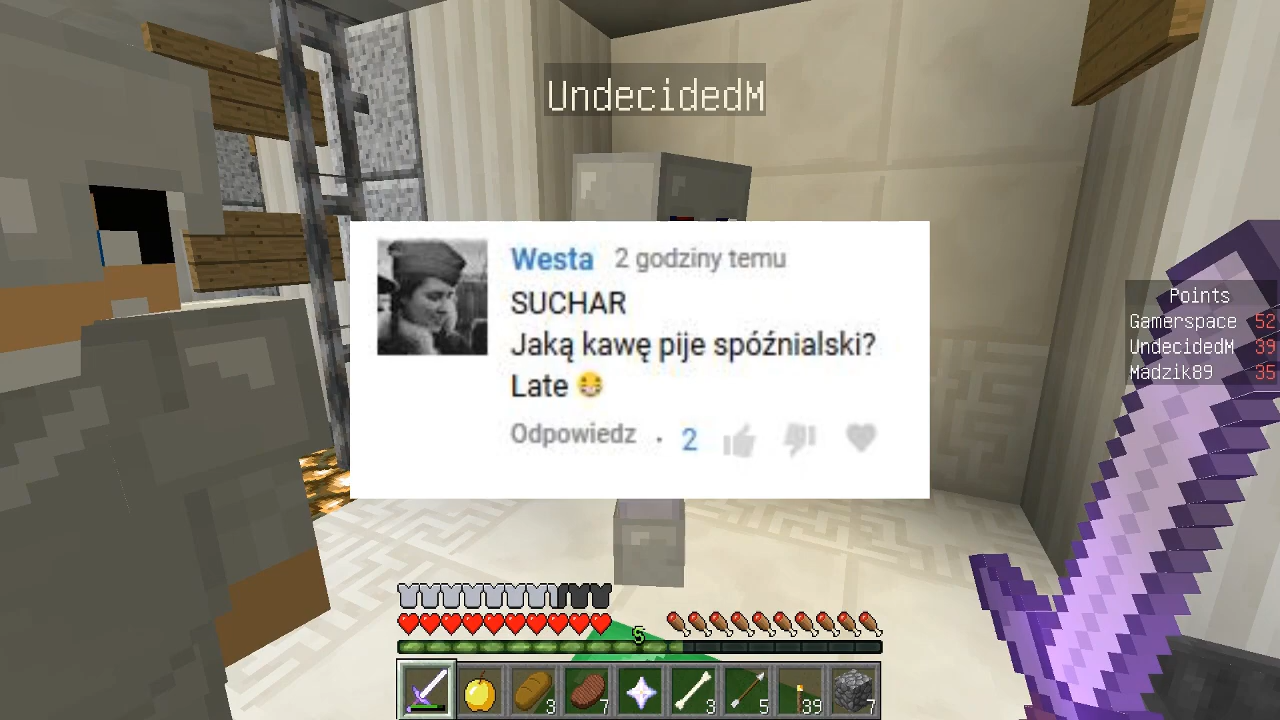 UndecidedM
Westa 2 godziny temu
SUCHAR
Jaką kawę pije spóźnialski?
Late 😁
Odpowiedz · 2
Points
Gamerspace 52
UndecidedM 39
Madzik89 35
5
3 7 3 5 39 7